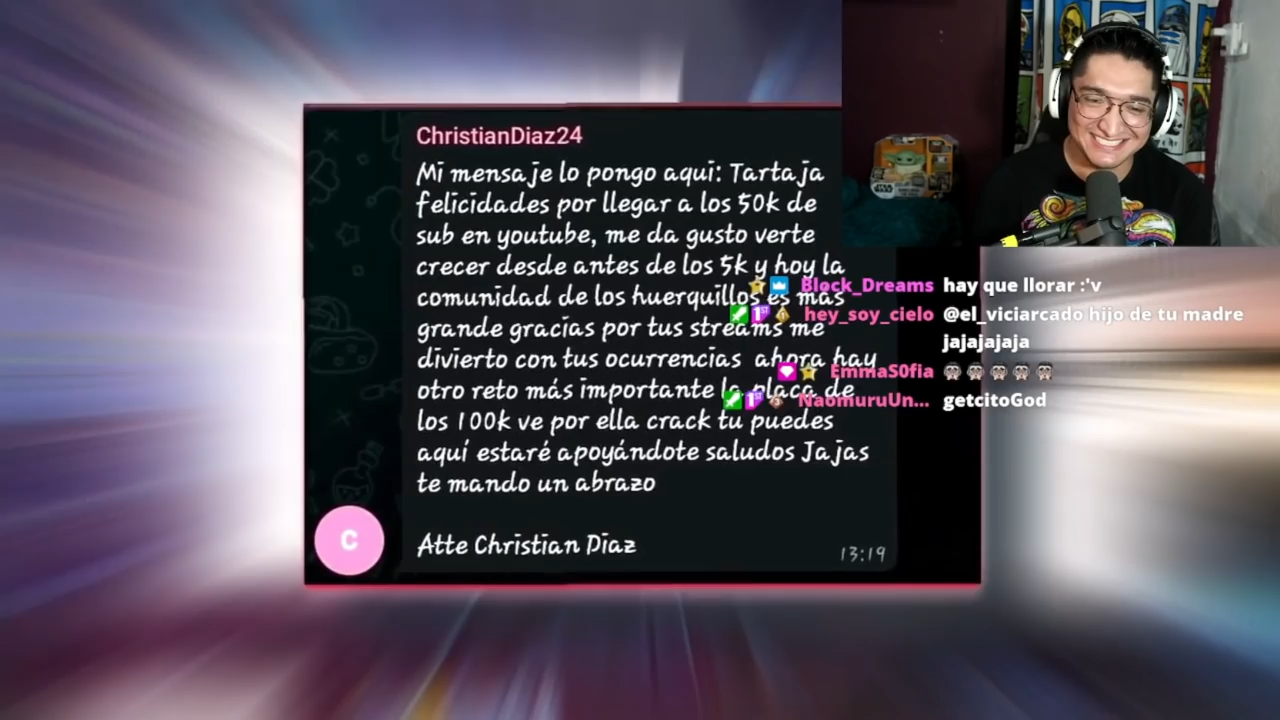 ChristianDiaz24
Mi mensaje lo pongo aqui: Tartaja
felicidades por llegar a los 50k de
sub en youtube, me da gusto verte
crecer desde antes de los 5k y hoy la
comunidad de los huerquillos es más
grande gracias por tus streams me
divierto con tus ocurrencias ahora hay
otro reto más importante la placa de
los 100k ve por ella crack tu puedes
aquí estaré apoyándote saludos Jajas
te mando un abrazo
Atte Christian Diaz
13:19
C
Block_Dreams hay que llorar :'v
hey_soy_cielo @el_viciarcado hijo de tu madre
jajajajaja
EmmaS0fia
NaomuruUn... getcitoGod